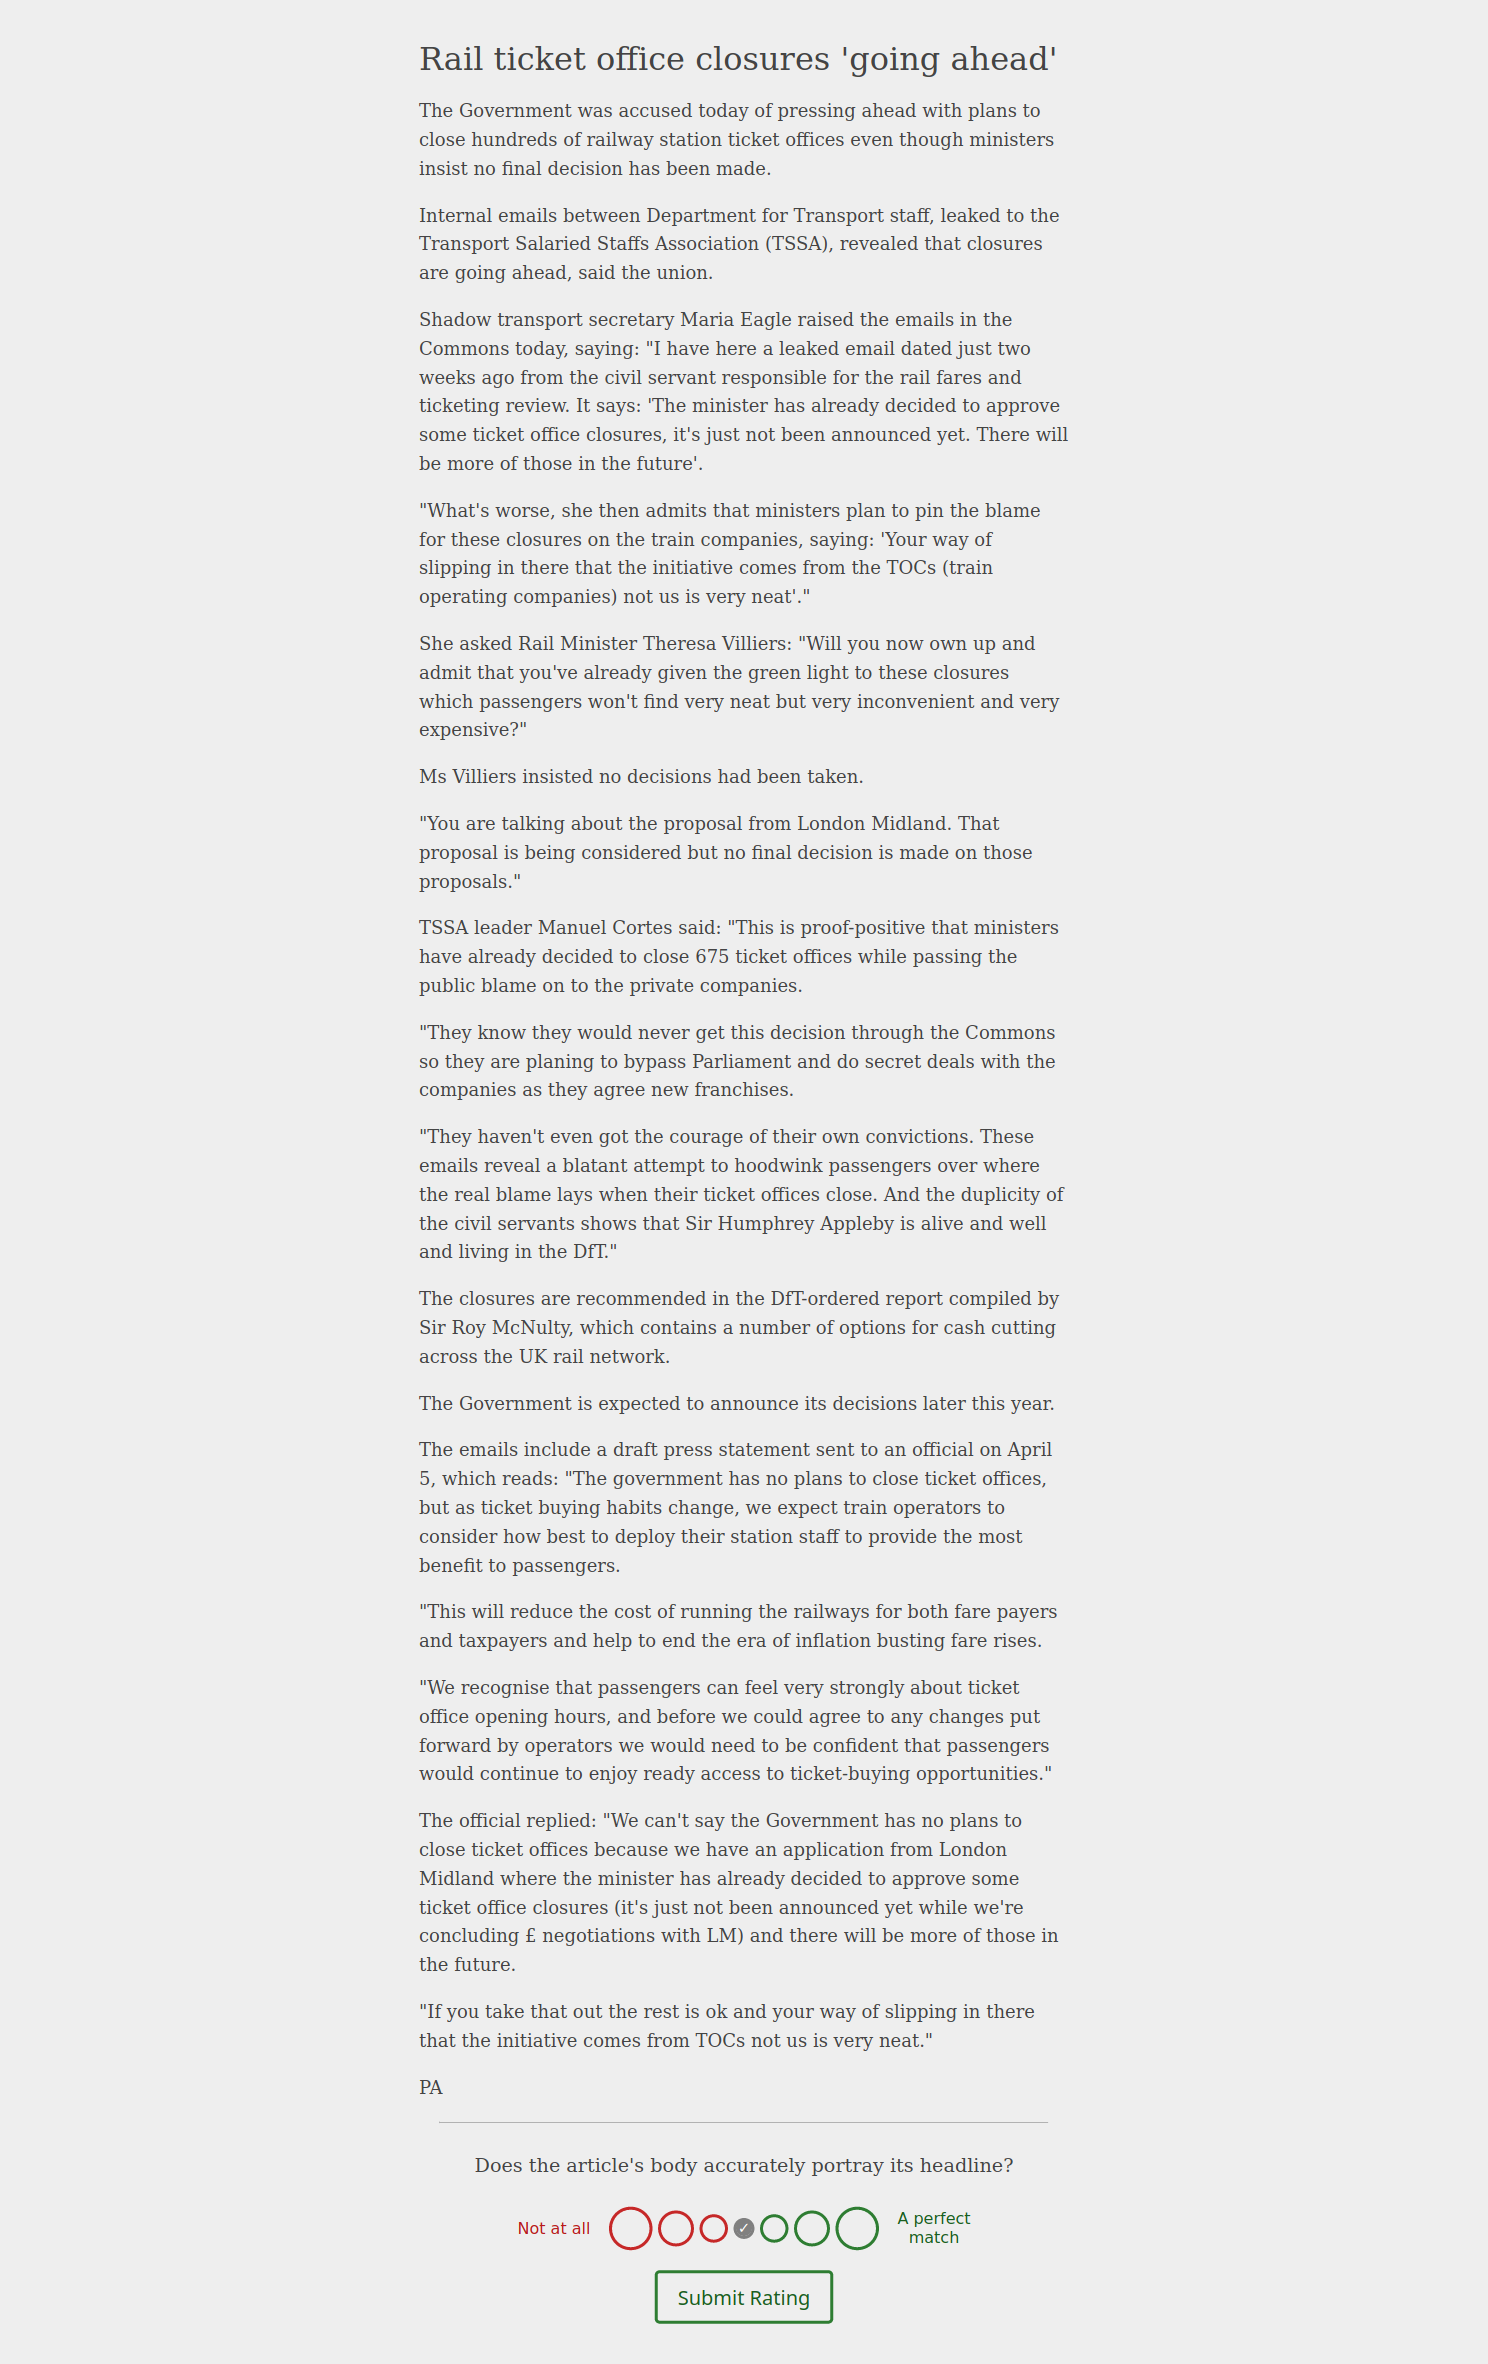 Rail ticket office closures 'going ahead'
The Government was accused today of pressing ahead with plans to
close hundreds of railway station ticket offices even though ministers
insist no final decision has been made.
Internal emails between Department for Transport staff, leaked to the
Transport Salaried Staffs Association (TSSA), revealed that closures
are going ahead, said the union.
Shadow transport secretary Maria Eagle raised the emails in the
Commons today, saying: "I have here a leaked email dated just two
weeks ago from the civil servant responsible for the rail fares and
ticketing review. It says: 'The minister has already decided to approve
some ticket office closures, it's just not been announced yet. There will
be more of those in the future'.
"What's worse, she then admits that ministers plan to pin the blame
for these closures on the train companies, saying: 'Your way of
slipping in there that the initiative comes from the TOCs (train
operating companies) not us is very neat'."
She asked Rail Minister Theresa Villiers: "Will you now own up and
admit that you've already given the green light to these closures
which passengers won't find very neat but very inconvenient and very
expensive?"
Ms Villiers insisted no decisions had been taken.
"You are talking about the proposal from London Midland. That
proposal is being considered but no final decision is made on those
proposals."
TSSA leader Manuel Cortes said: "This is proof-positive that ministers
have already decided to close 675 ticket offices while passing the
public blame on to the private companies.
"They know they would never get this decision through the Commons
so they are planing to bypass Parliament and do secret deals with the
companies as they agree new franchises.
"They haven't even got the courage of their own convictions. These
emails reveal a blatant attempt to hoodwink passengers over where
the real blame lays when their ticket offices close. And the duplicity of
the civil servants shows that Sir Humphrey Appleby is alive and well
and living in the DfT."
The closures are recommended in the DfT-ordered report compiled by
Sir Roy McNulty, which contains a number of options for cash cutting
across the UK rail network.
The Government is expected to announce its decisions later this year.
The emails include a draft press statement sent to an official on April
5, which reads: "The government has no plans to close ticket offices,
but as ticket buying habits change, we expect train operators to
consider how best to deploy their station staff to provide the most
benefit to passengers.
"This will reduce the cost of running the railways for both fare payers
and taxpayers and help to end the era of inflation busting fare rises.
"We recognise that passengers can feel very strongly about ticket
office opening hours, and before we could agree to any changes put
forward by operators we would need to be confident that passengers
would continue to enjoy ready access to ticket-buying opportunities."
The official replied: "We can't say the Government has no plans to
close ticket offices because we have an application from London
Midland where the minister has already decided to approve some
ticket office closures (it's just not been announced yet while we're
concluding £ negotiations with LM) and there will be more of those in
the future.
"If you take that out the rest is ok and your way of slipping in there
that the initiative comes from TOCs not us is very neat."
PA
Does the article's body accurately portray its headline?
Not at all
A perfect
match
Submit Rating